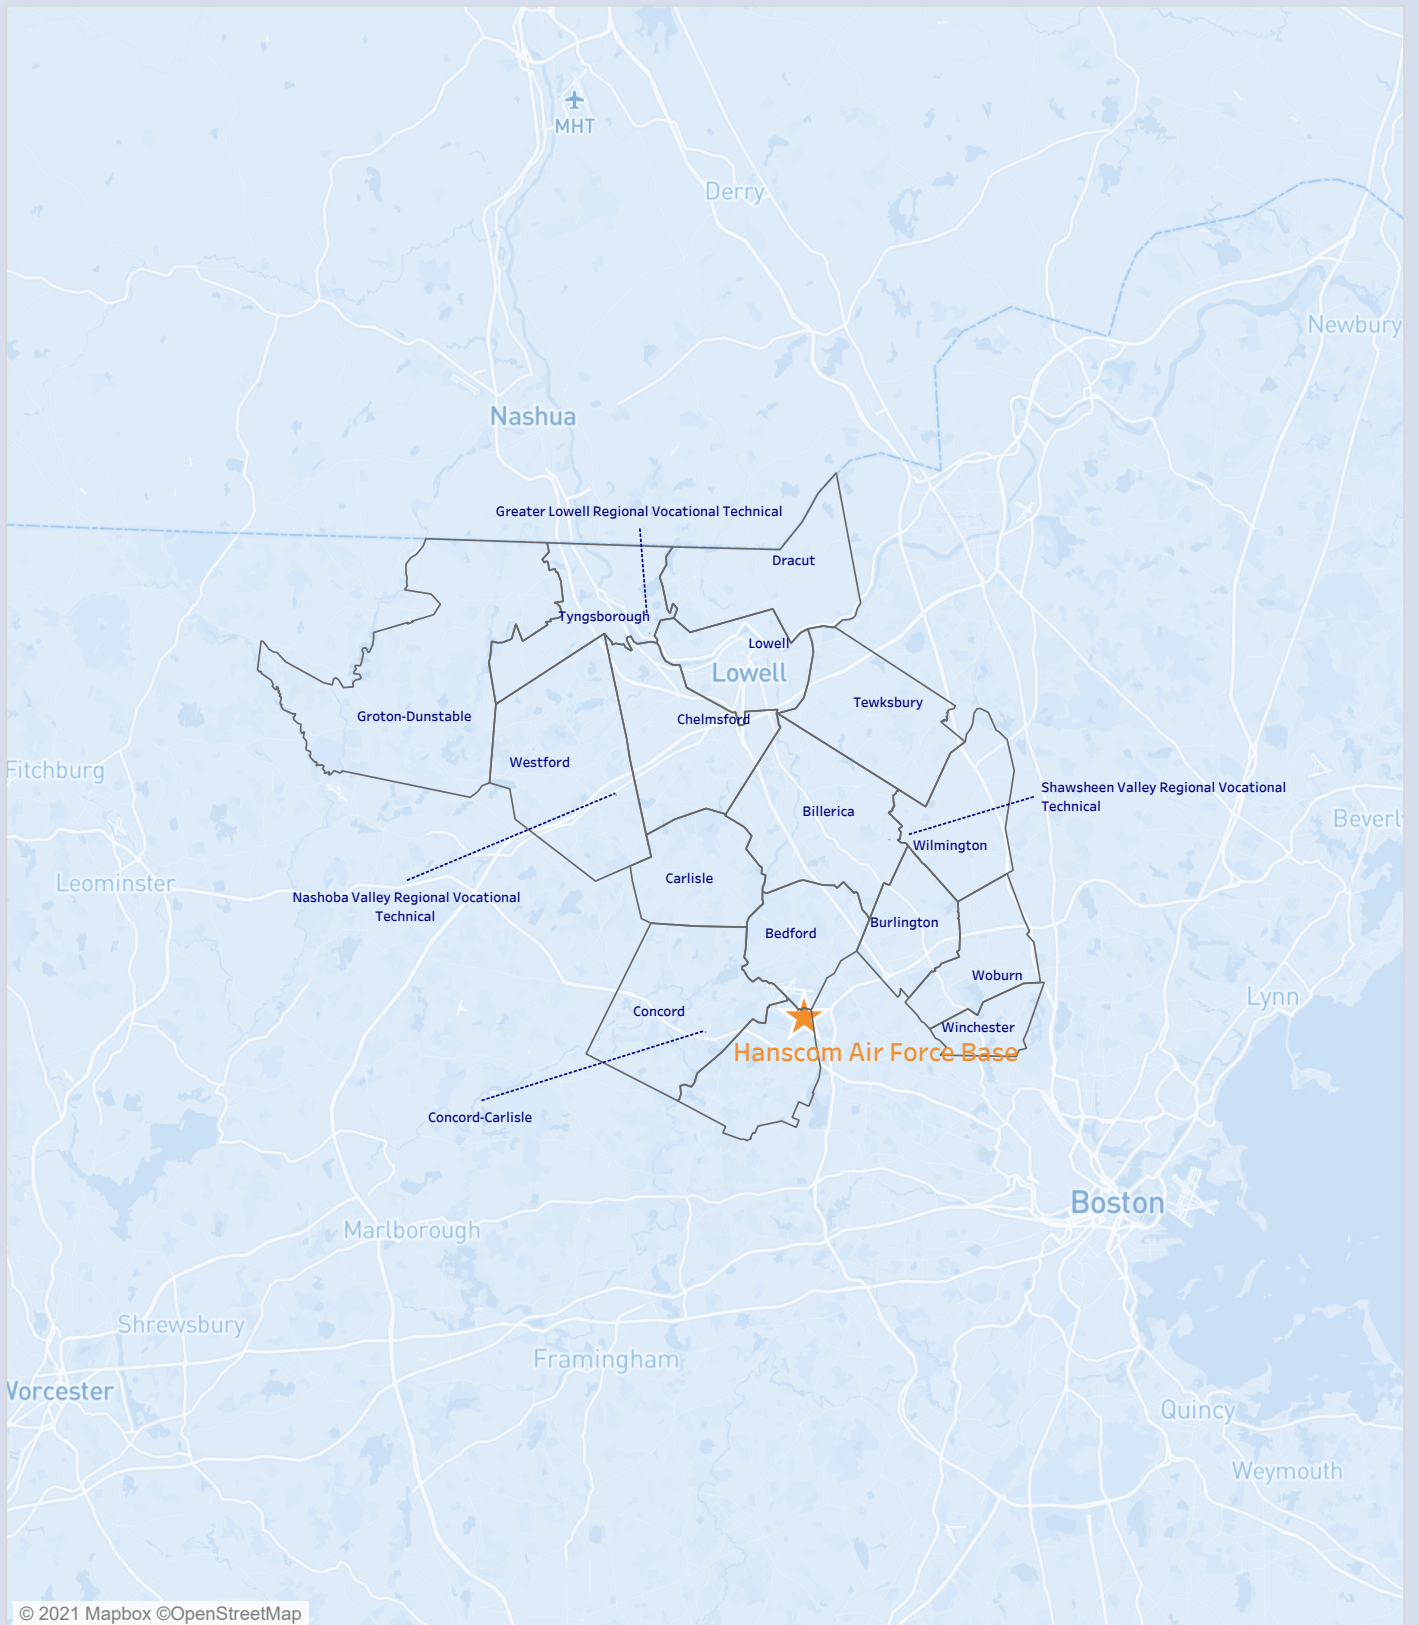 MHT
Derry
Newbury
Nashua
Greater Lowell Regional Vocational Technical
Dracut
Tyngsborough
Lowell
Lowell
Tewksbury
Groton-Dunstable
Chelmsford
Westford
Fitchburg
Shawsheen Valley Regional Vocational
Technical
Billerica
Beverly
Wilmington
Leominster
Carlisle
Nashoba Valley Regional Vocational
Technical
Burlington
Bedford
Woburn
Lynn
Concord
Winchester
Hanscom Air Force Base
Concord-Carlisle
Boston
Marlborough
Shrewsbury
Framingham
Worcester
Quincy
Weymouth
© 2021 Mapbox ©OpenStreetMap